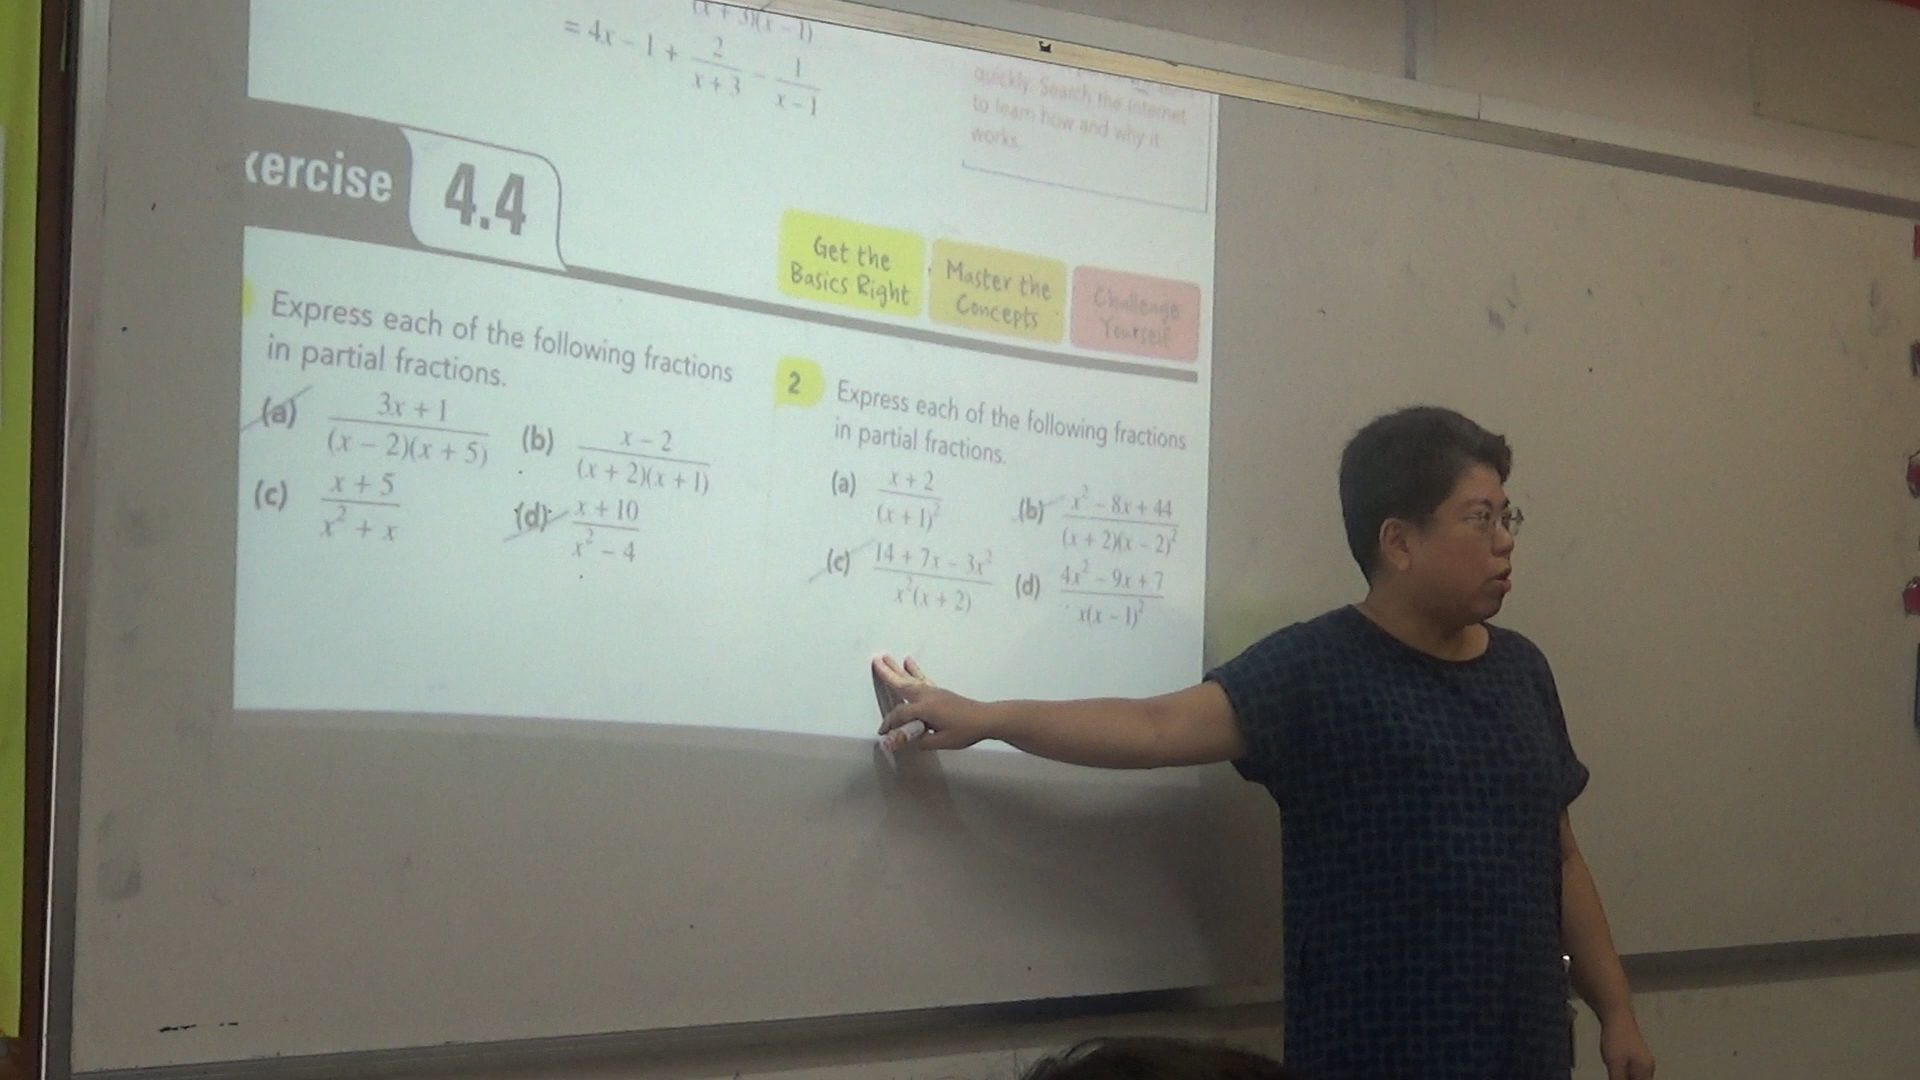 (x + 3)(x − 1)
= 4x − 1 + 2/(x + 3) − 1/(x − 1)
quickly. Search the Internet
to learn how and why it
works.
xercise 4.4
Get the
Basics Right
Master the
Concepts
Challenge
Yourself
Express each of the following fractions
in partial fractions.
(a) (3x + 1)/((x − 2)(x + 5))
(b) (x − 2)/((x + 2)(x + 1))
(c) (x + 5)/(x² + x)
(d) (x + 10)/(x² − 4)
2 Express each of the following fractions
in partial fractions.
(a) (x + 2)/(x + 1)²
(b) (x² − 8x + 44)/((x + 2)(x − 2)²)
(c) (14 + 7x − 3x²)/(x²(x + 2))
(d) (4x² − 9x + 7)/(x(x − 1)²)